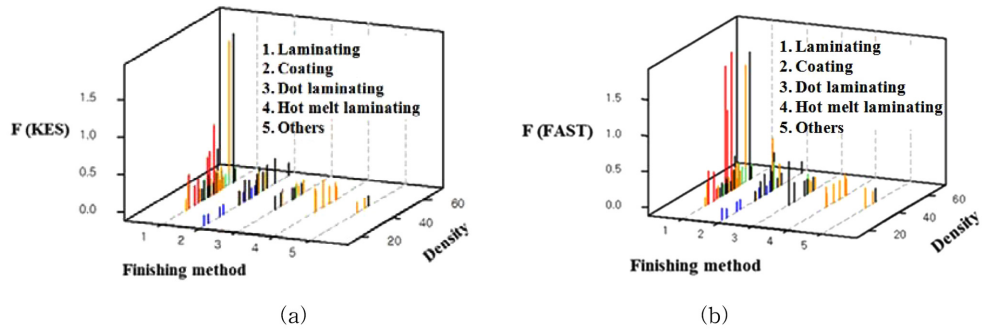 1. Laminating
2. Coating
3. Dot laminating
4. Hot melt laminating
5. Others
F (KES)
1.5
1.0
0.5
0.0
1
2
3
4
5
20
40
60
Density
Finishing method
(a)
1. Laminating
2. Coating
3. Dot laminating
4. Hot melt laminating
5. Others
F (FAST)
1.5
1.0
0.5
0.0
1
2
3
4
5
20
40
60
Density
Finishing method
(b)